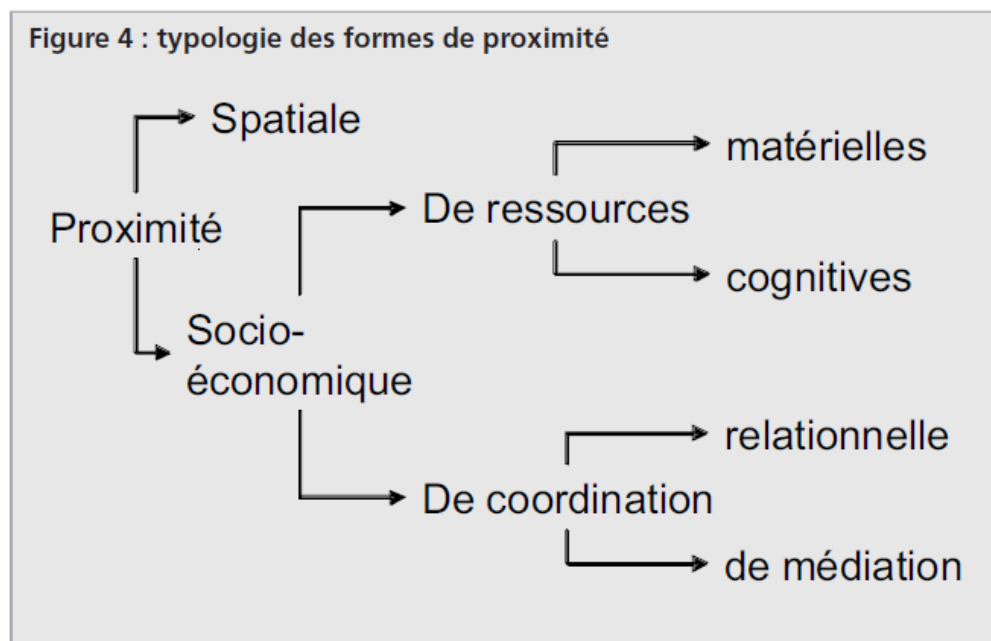 Figure 4 : typologie des formes de proximité
Spatiale
matérielles
De ressources
Proximité
cognitives
Socio-
économique
relationnelle
De coordination
de médiation